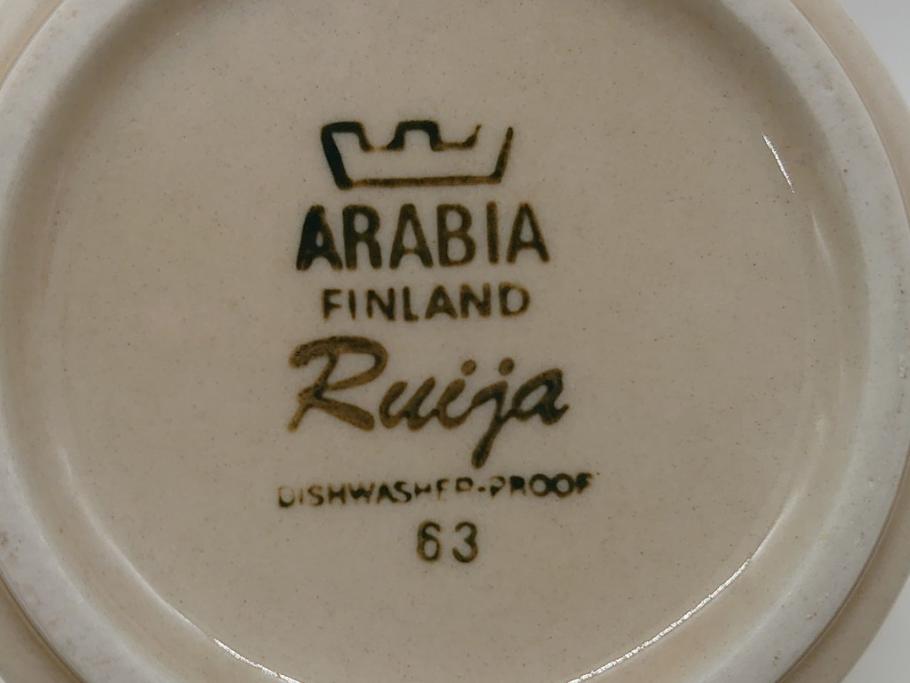 ARABIA
FINLAND
Ruija
DISHWASHER-PROOF
63